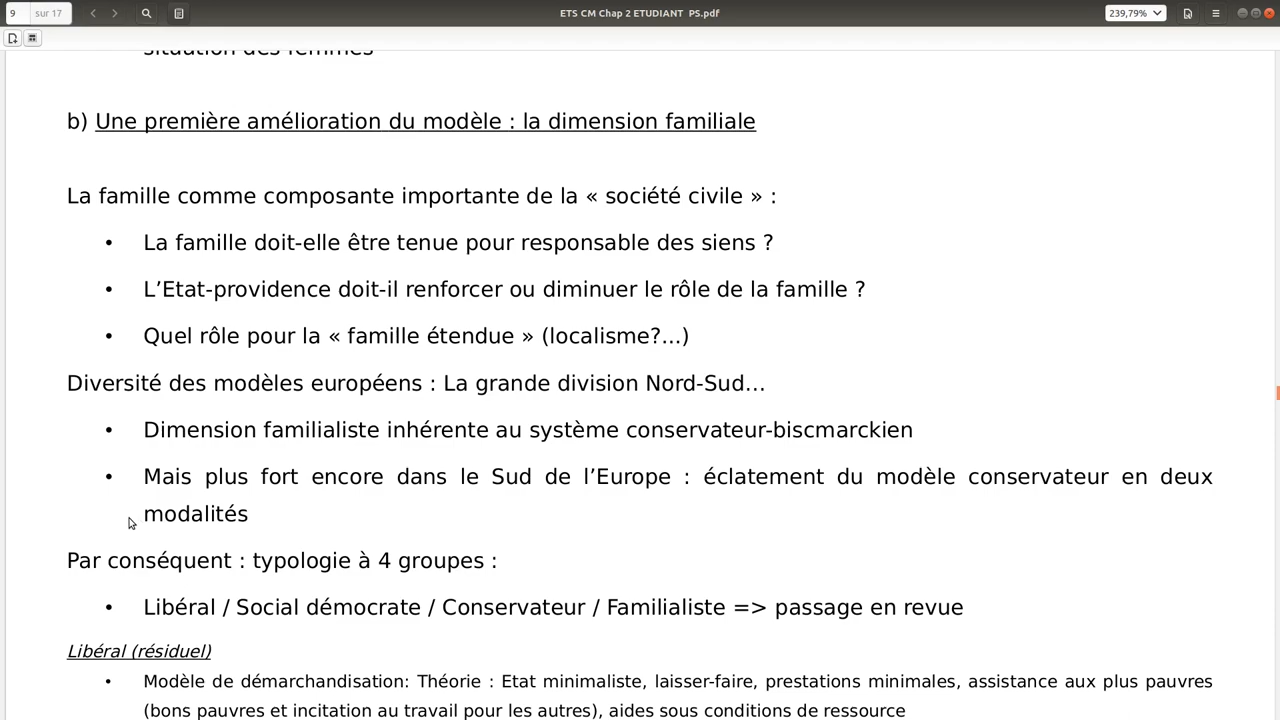 9 sur 17
ETS CM Chap 2 ETUDIANT PS.pdf
239,79%
situation des femmes
b) Une première amélioration du modèle : la dimension familiale
La famille comme composante importante de la « société civile » :
• La famille doit-elle être tenue pour responsable des siens ?
• L’Etat-providence doit-il renforcer ou diminuer le rôle de la famille ?
• Quel rôle pour la « famille étendue » (localisme?...)
Diversité des modèles européens : La grande division Nord-Sud…
• Dimension familialiste inhérente au système conservateur-biscmarckien
• Mais plus fort encore dans le Sud de l’Europe : éclatement du modèle conservateur en deux
modalités
Par conséquent : typologie à 4 groupes :
• Libéral / Social démocrate / Conservateur / Familialiste => passage en revue
Libéral (résiduel)
• Modèle de démarchandisation: Théorie : Etat minimaliste, laisser-faire, prestations minimales, assistance aux plus pauvres
(bons pauvres et incitation au travail pour les autres), aides sous conditions de ressource